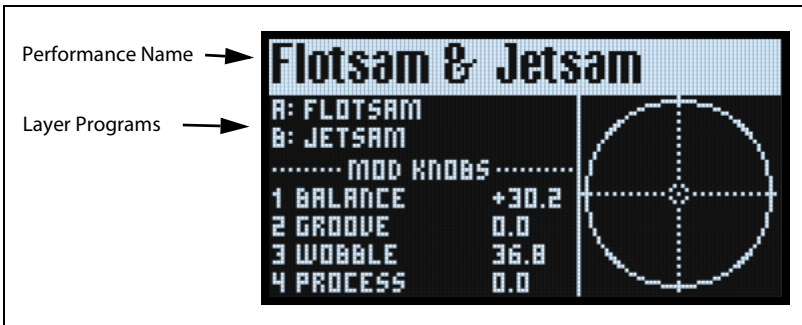 Performance Name
Flotsam & Jetsam
Layer Programs
A: FLOTSAM
B: JETSAM
MOD KNOBS
1 BALANCE +30.2
2 GROOVE 0.0
3 WOBBLE 36.8
4 PROCESS 0.0